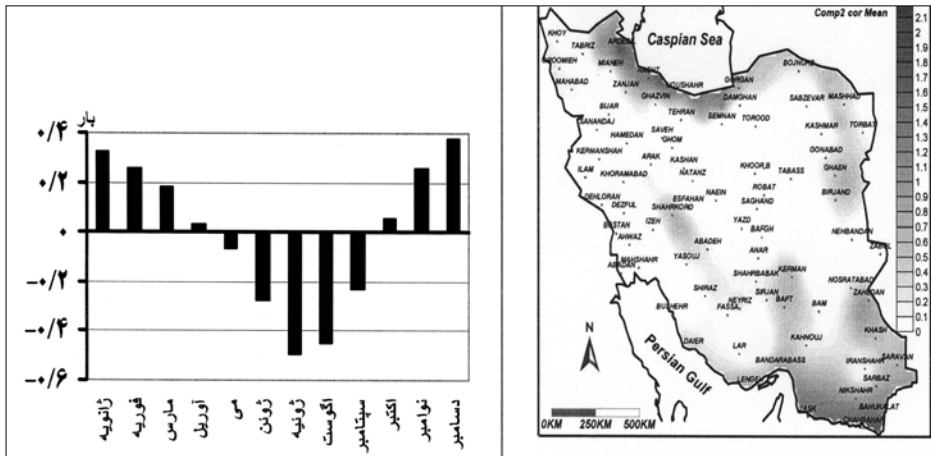 بار
۰/۴
۰/۲
۰
-۰/۲
-۰/۴
-۰/۶
ژانویه
فوریه
مارس
آوریل
می
ژوئن
ژوئیه
اگوست
سپتامبر
اکتبر
نوامبر
دسامبر
Comp2 cor Mean
Caspian Sea
KHOY
TABRIZ
ARDEBIL
OROOMIEH
MIANEH
RASHT
MAHABAD
ZANJAN
NOUSHAHR
GORGAN
BOJNURD
GHAZVIN
DAMGHAN
SABZEVAR
MASHHAD
BIJAR
TEHRAN
SEMNAN
SANANDAJ
TOROOD
KASHMAR
TORBAT
HAMEDAN
SAVEH
GHOM
GONABAD
KERMANSHAH
ARAK
KASHAN
KHOOR,B
GHAEN
ILAM
KHORAMABAD
NATANZ
TABASS
DEHLORAN
ESFAHAN
NAEIN
ROBAT
BIRJAND
DEZFUL
SHAHRKORD
SAGHAND
BOSTAN
IZEH
YAZD
AHWAZ
BAFGH
NEHBANDAN
ABADEH
ANAR
ZABOL
MAHSHAHR
ABADAN
YASOUJ
SHAHRBABAK
KERMAN
NOSRATABAD
SHIRAZ
SIRJAN
ZAHEDAN
BUSHEHR
NEYRIZ
FASSA
BAFT
BAM
KHASH
DAIER
LAR
KAHNOUJ
BANDARABASS
IRANSHAHR
SARAVAN
LENGE
SARBAZ
NIKSHAHR
JASK
BAHUKALAT
CHAHBAHAR
Persian Gulf
N
0KM 250KM 500KM
2.1
2
1.9
1.8
1.7
1.6
1.5
1.4
1.3
1.2
1.1
1
0.9
0.8
0.7
0.6
0.5
0.4
0.3
0.2
0.1
0